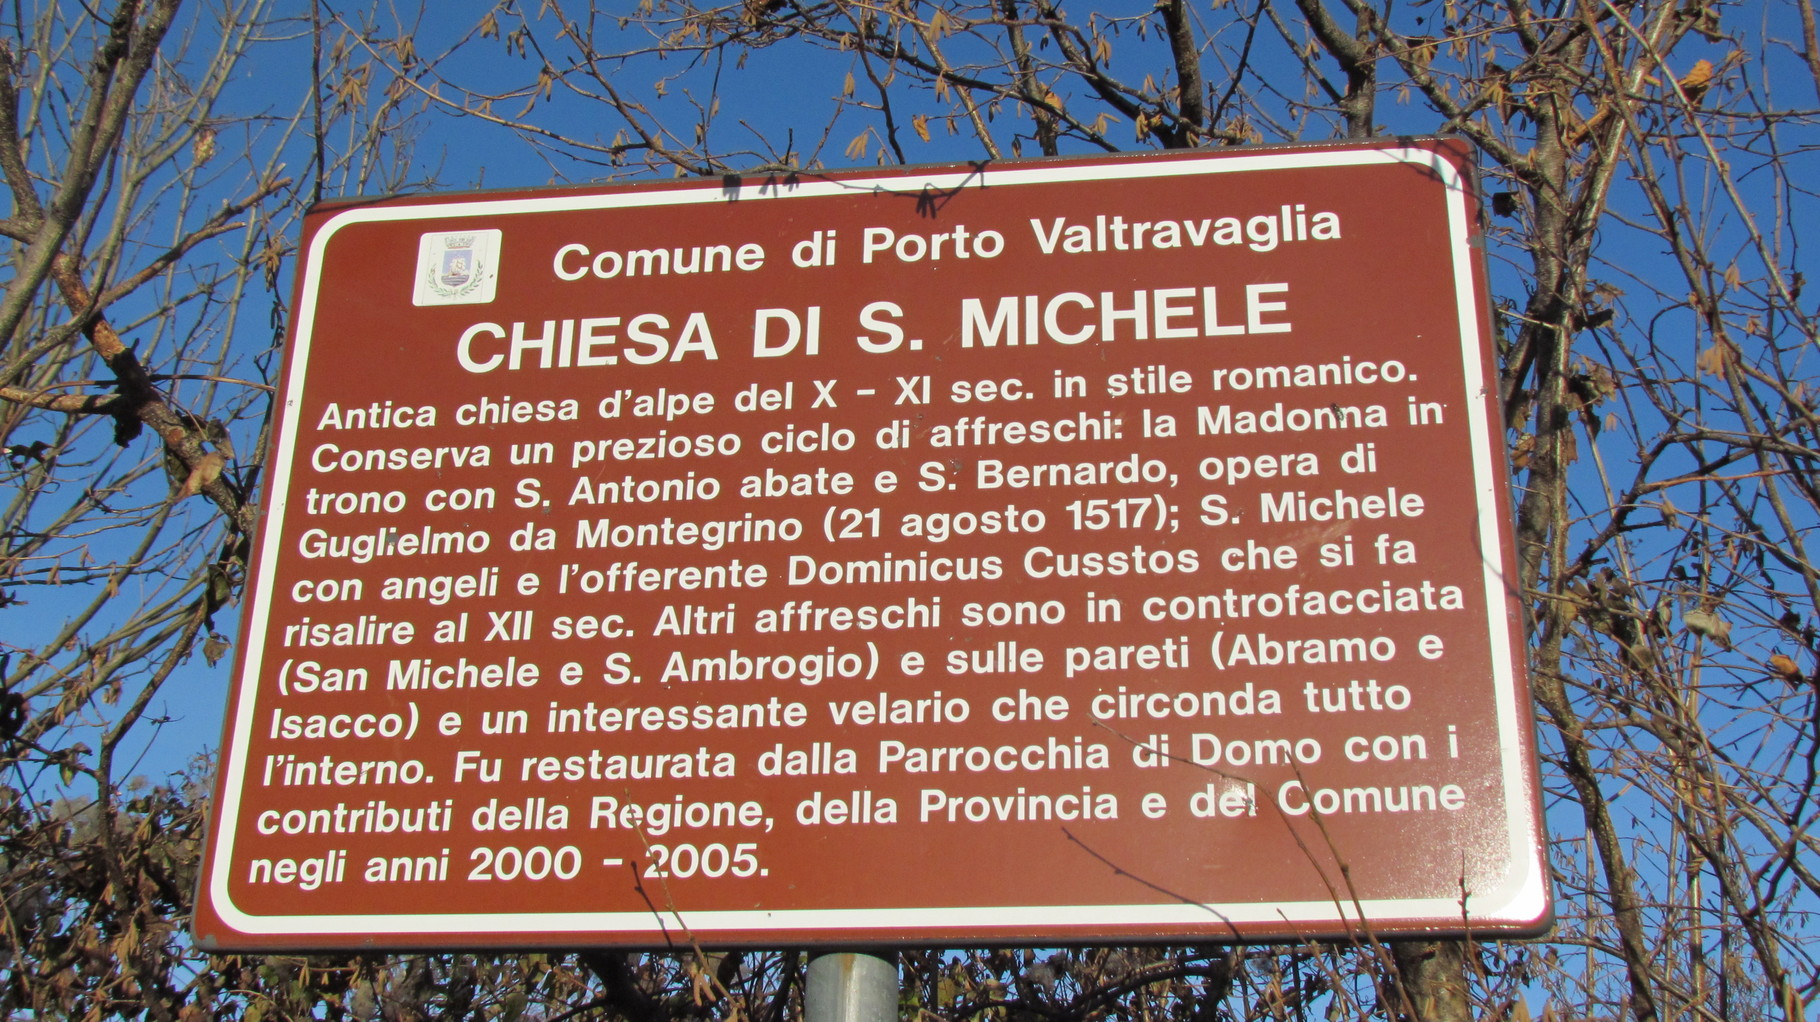 Comune di Porto Valtravaglia
CHIESA DI S. MICHELE
Antica chiesa d'alpe del X - XI sec. in stile romanico.
Conserva un prezioso ciclo di affreschi: la Madonna in
trono con S. Antonio abate e S. Bernardo, opera di
Guglielmo da Montegrino (21 agosto 1517); S. Michele
con angeli e l'offerente Dominicus Cusstos che si fa
risalire al XII sec. Altri affreschi sono in controfacciata
(San Michele e S. Ambrogio) e sulle pareti (Abramo e
Isacco) e un interessante velario che circonda tutto
l'interno. Fu restaurata dalla Parrocchia di Domo con i
contributi della Regione, della Provincia e del Comune
negli anni 2000 - 2005.